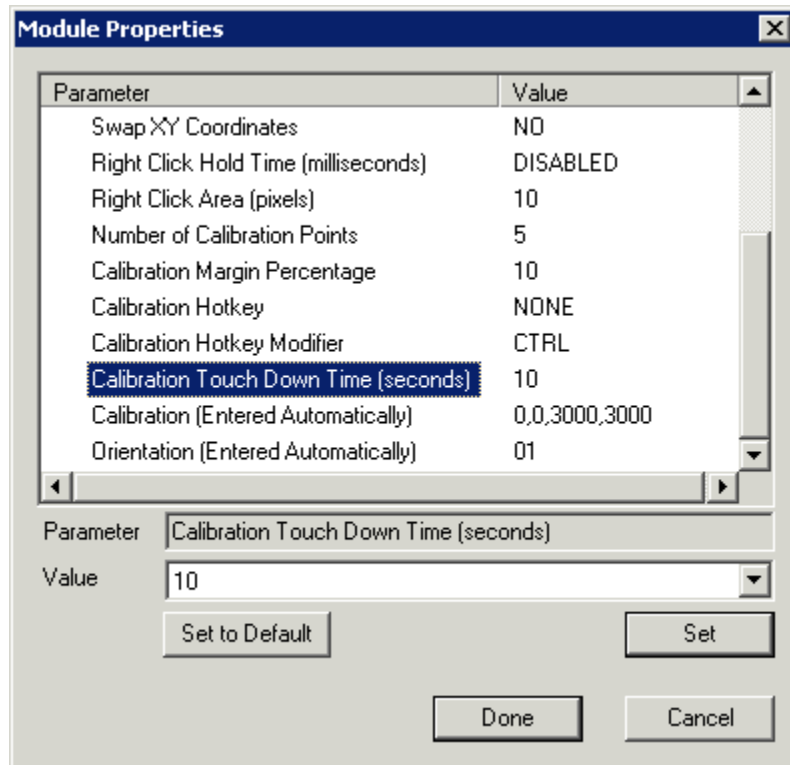 Module Properties
Parameter Value
Swap XY Coordinates NO
Right Click Hold Time (milliseconds) DISABLED
Right Click Area (pixels) 10
Number of Calibration Points 5
Calibration Margin Percentage 10
Calibration Hotkey NONE
Calibration Hotkey Modifier CTRL
Calibration Touch Down Time (seconds) 10
Calibration (Entered Automatically) 0,0,3000,3000
Orientation (Entered Automatically) 01
Parameter Calibration Touch Down Time (seconds)
Value 10
Set to Default Set
Done Cancel